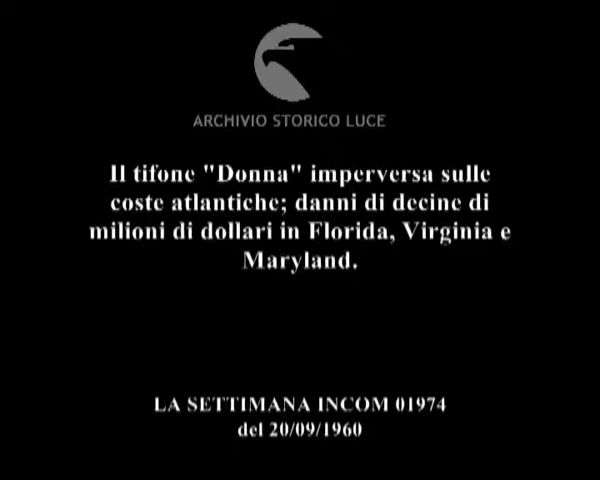 ARCHIVIO STORICO LUCE
Il tifone "Donna" imperversa sulle
coste atlantiche; danni di decine di
milioni di dollari in Florida, Virginia e
Maryland.
LA SETTIMANA INCOM 01974
del 20/09/1960